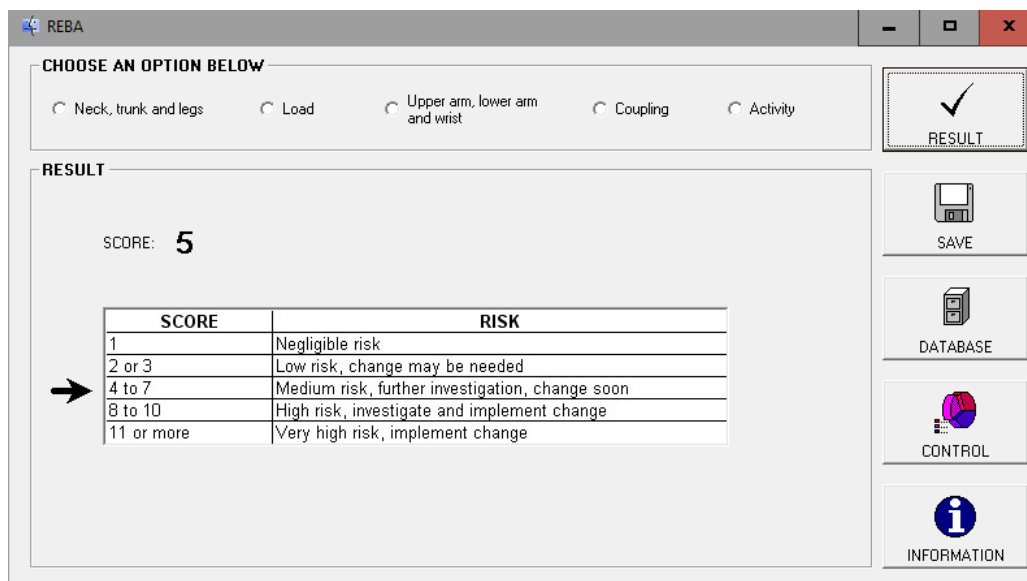 REBA
CHOOSE AN OPTION BELOW
Neck, trunk and legs
Load
Upper arm, lower arm
and wrist
Coupling
Activity
RESULT
RESULT
SCORE: 5
SCORE RISK
1 Negligible risk
2 or 3 Low risk, change may be needed
4 to 7 Medium risk, further investigation, change soon
8 to 10 High risk, investigate and implement change
11 or more Very high risk, implement change
SAVE
DATABASE
CONTROL
INFORMATION